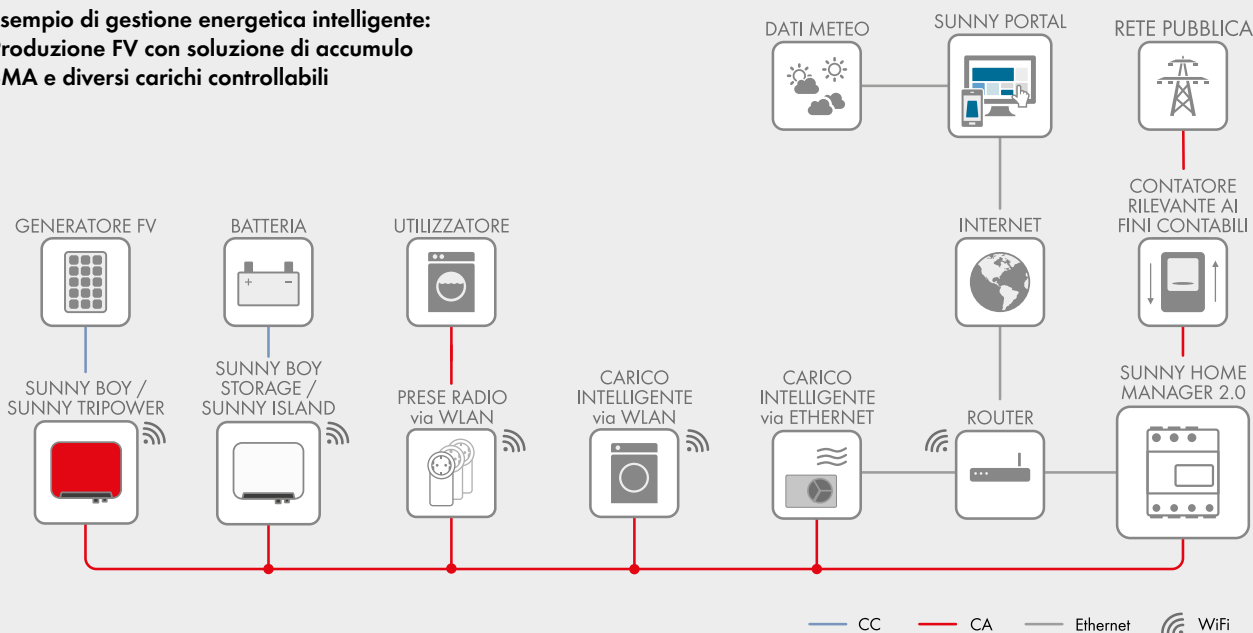 sempio di gestione energetica intelligente:
roduzione FV con soluzione di accumulo
MA e diversi carichi controllabili
DATI METEO
SUNNY PORTAL
RETE PUBBLICA
CONTATORE
RILEVANTE AI
FINI CONTABILI
GENERATORE FV
BATTERIA
UTILIZZATORE
INTERNET
SUNNY BOY /
SUNNY TRIPOWER
SUNNY BOY
STORAGE /
SUNNY ISLAND
PRESE RADIO
via WLAN
CARICO
INTELLIGENTE
via WLAN
CARICO
INTELLIGENTE
via ETHERNET
ROUTER
SUNNY HOME
MANAGER 2.0
CC
CA
Ethernet
WiFi